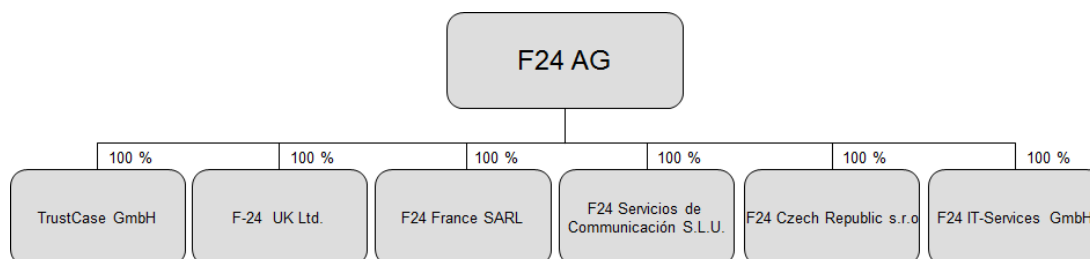 F24 AG
100 %
100 %
100 %
100 %
100 %
100 %
TrustCase GmbH
F-24 UK Ltd.
F24 France SARL
F24 Servicios de
Communicación S.L.U.
F24 Czech Republic s.r.o
F24 IT-Services GmbH